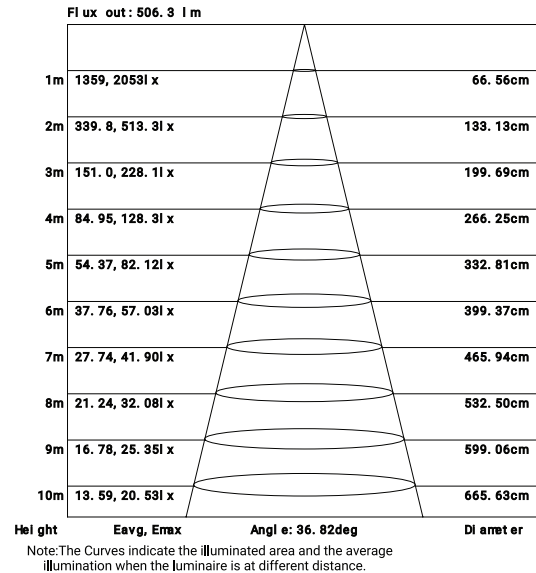 Flux out: 506.3 lm
1m 1359, 2053lx 66.56cm
2m 339.8, 513.3lx 133.13cm
3m 151.0, 228.1lx 199.69cm
4m 84.95, 128.3lx 266.25cm
5m 54.37, 82.12lx 332.81cm
6m 37.76, 57.03lx 399.37cm
7m 27.74, 41.90lx 465.94cm
8m 21.24, 32.08lx 532.50cm
9m 16.78, 25.35lx 599.06cm
10m 13.59, 20.53lx 665.63cm
Height Eavg, Emax Angle: 36.82deg Diameter
Note:The Curves indicate the illuminated area and the average
illumination when the luminaire is at different distance.